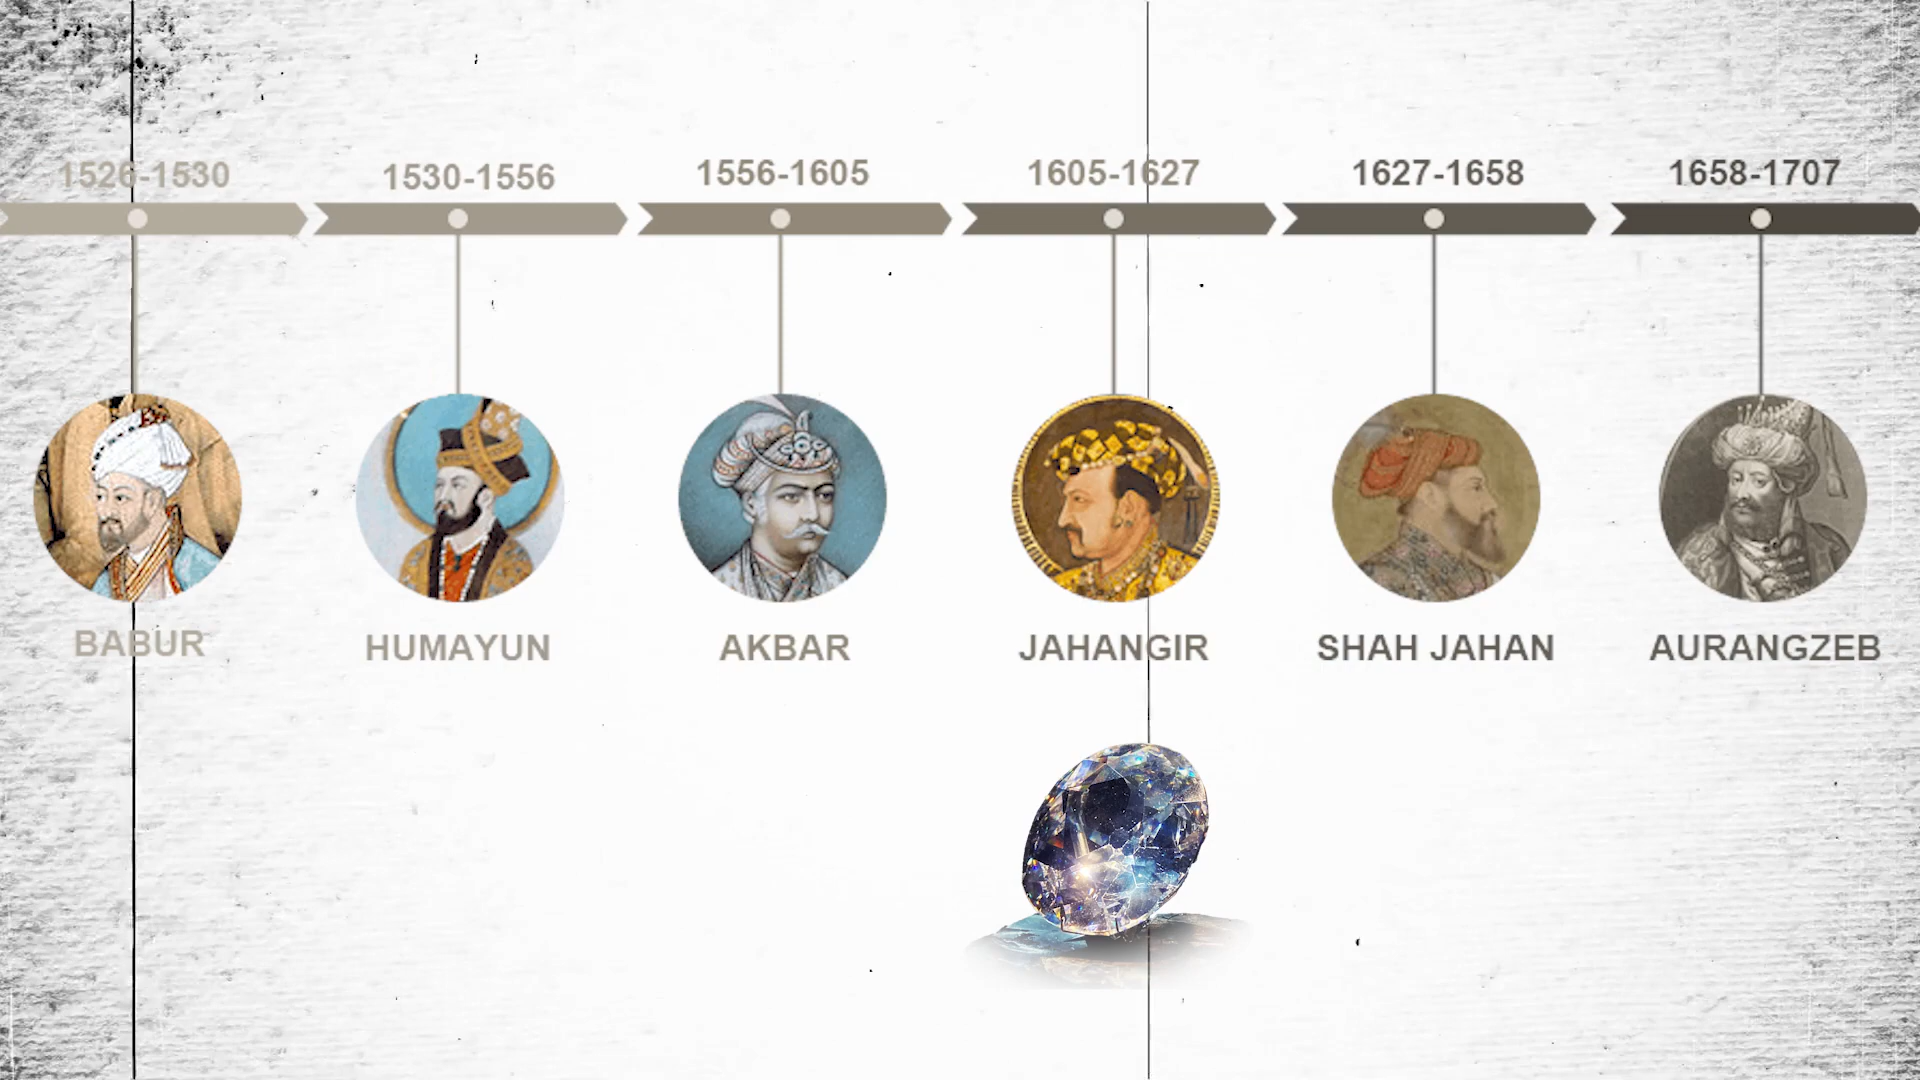 1526-1530
1530-1556
1556-1605
1605-1627
1627-1658
1658-1707
BABUR
HUMAYUN
AKBAR
JAHANGIR
SHAH JAHAN
AURANGZEB